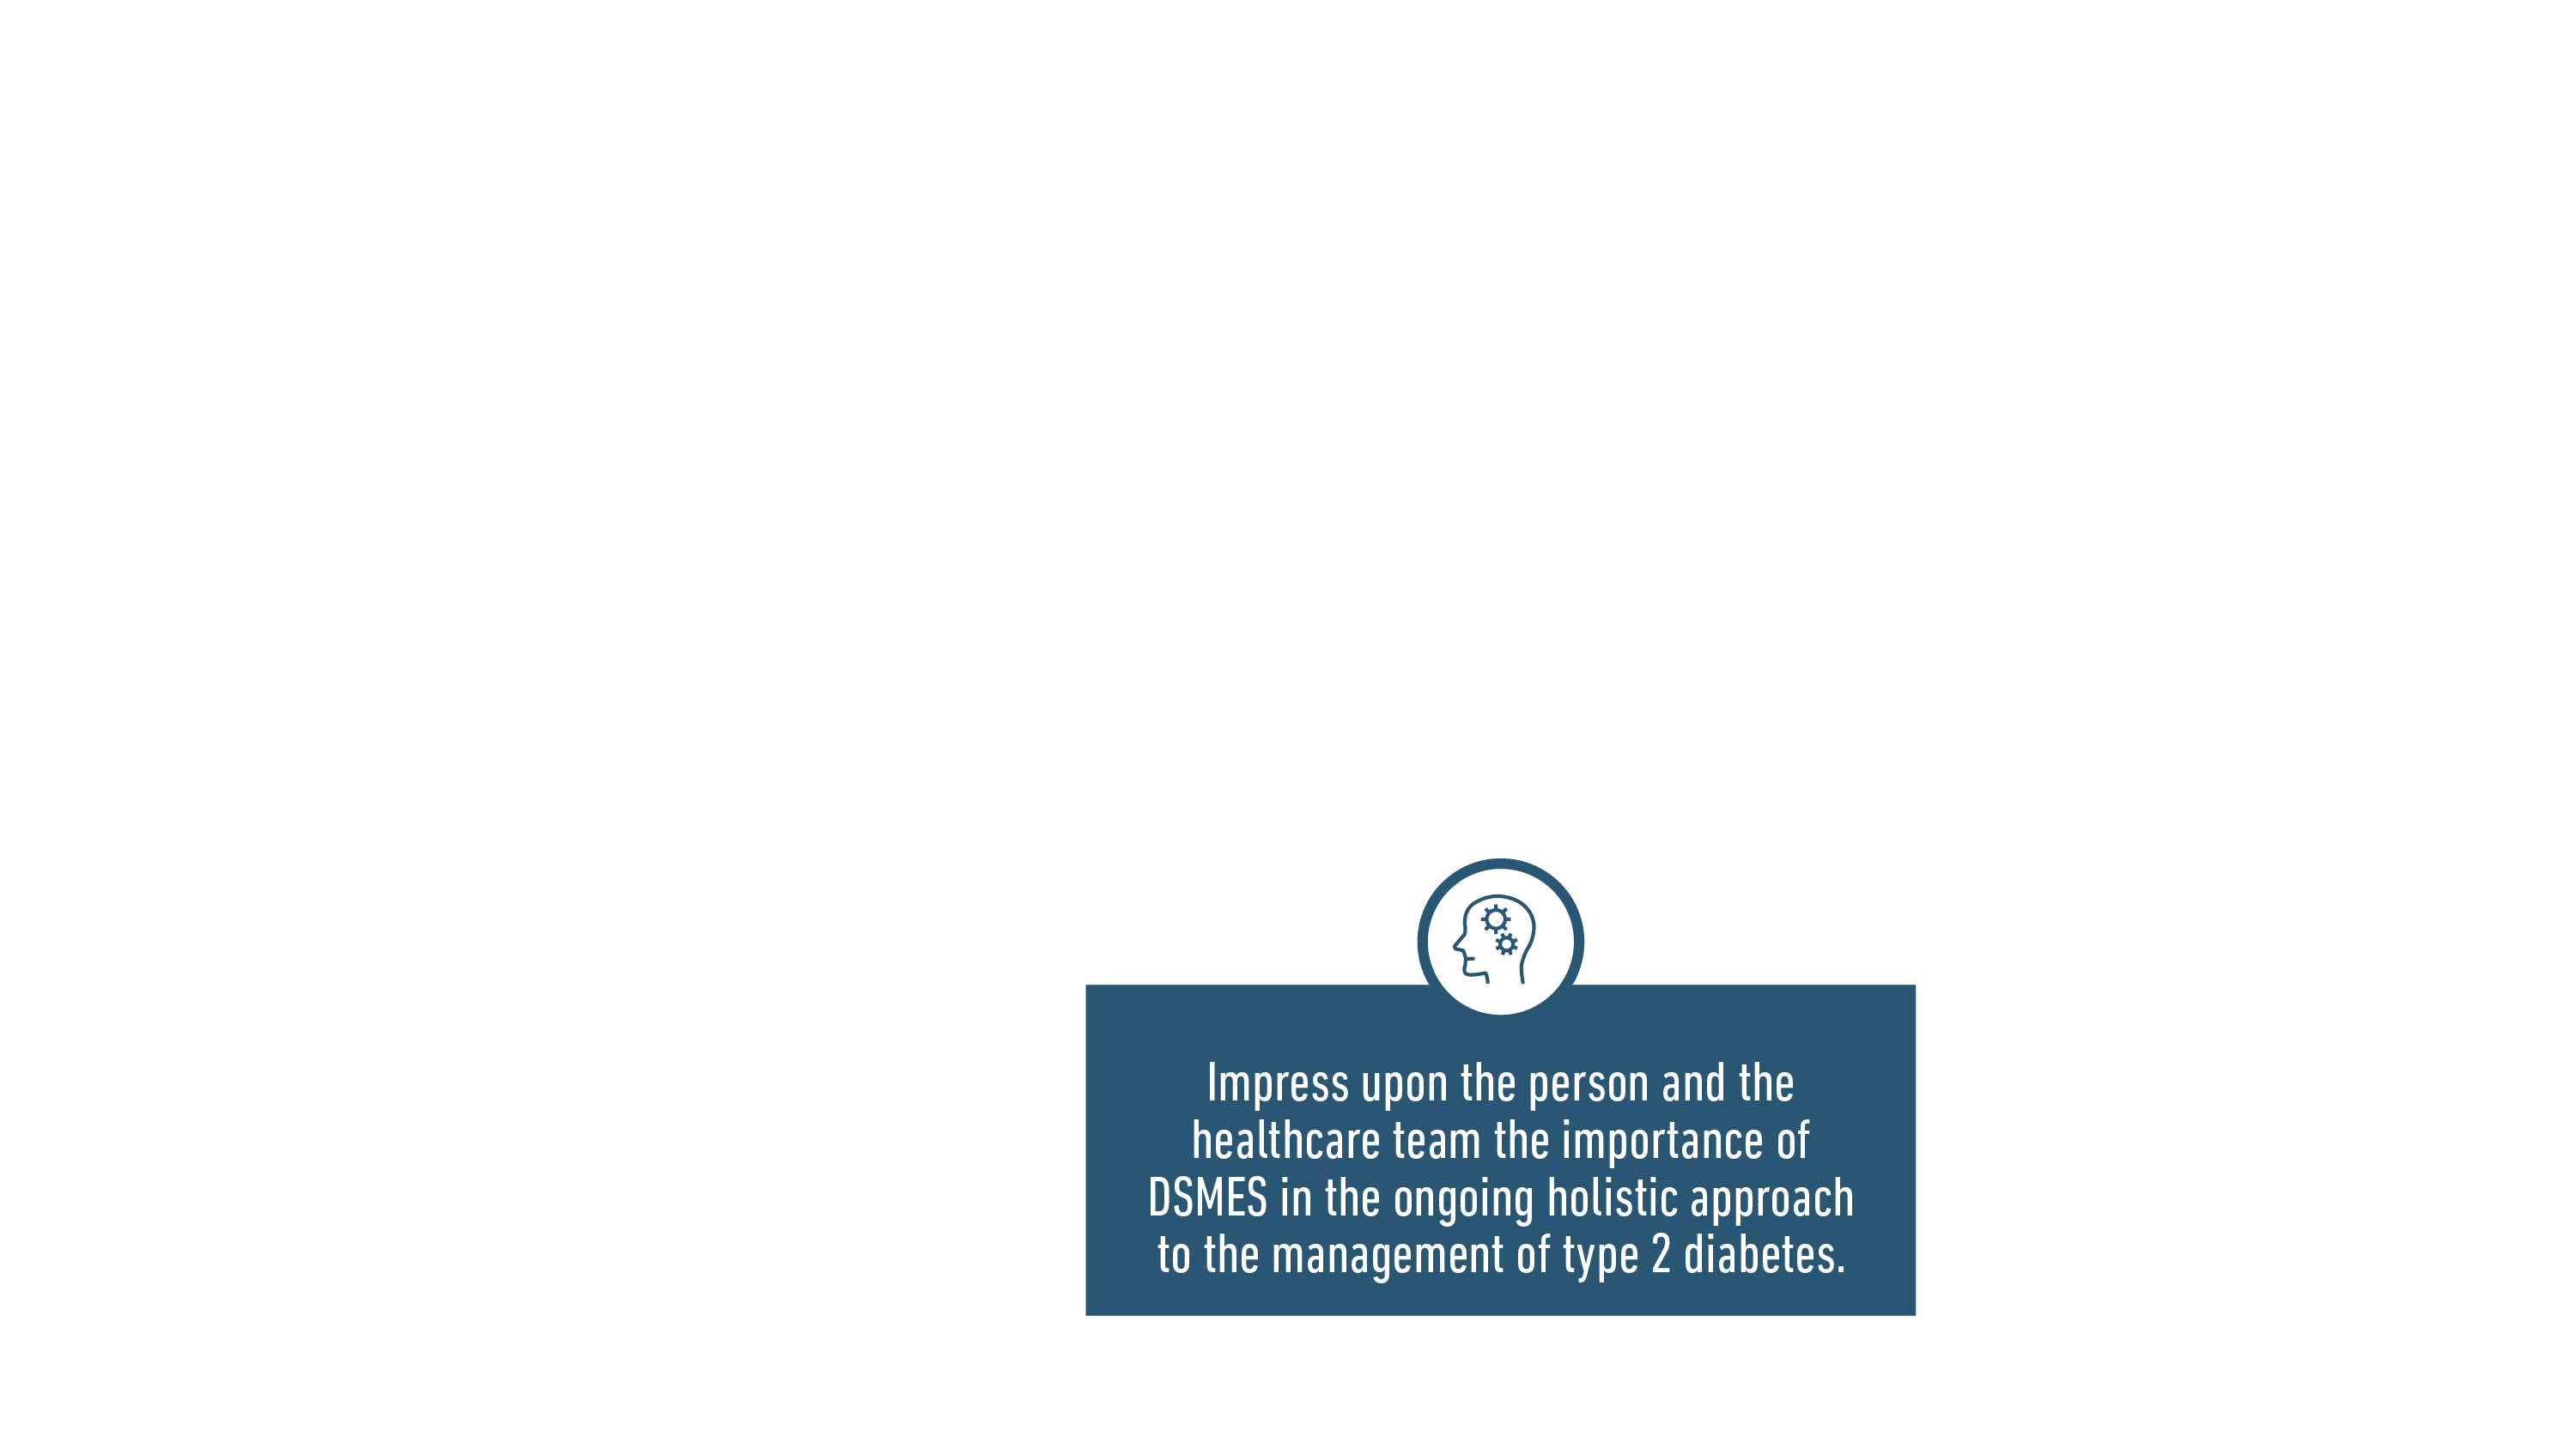 Impress upon the person and the
healthcare team the importance of
DSMES in the ongoing holistic approach
to the management of type 2 diabetes.